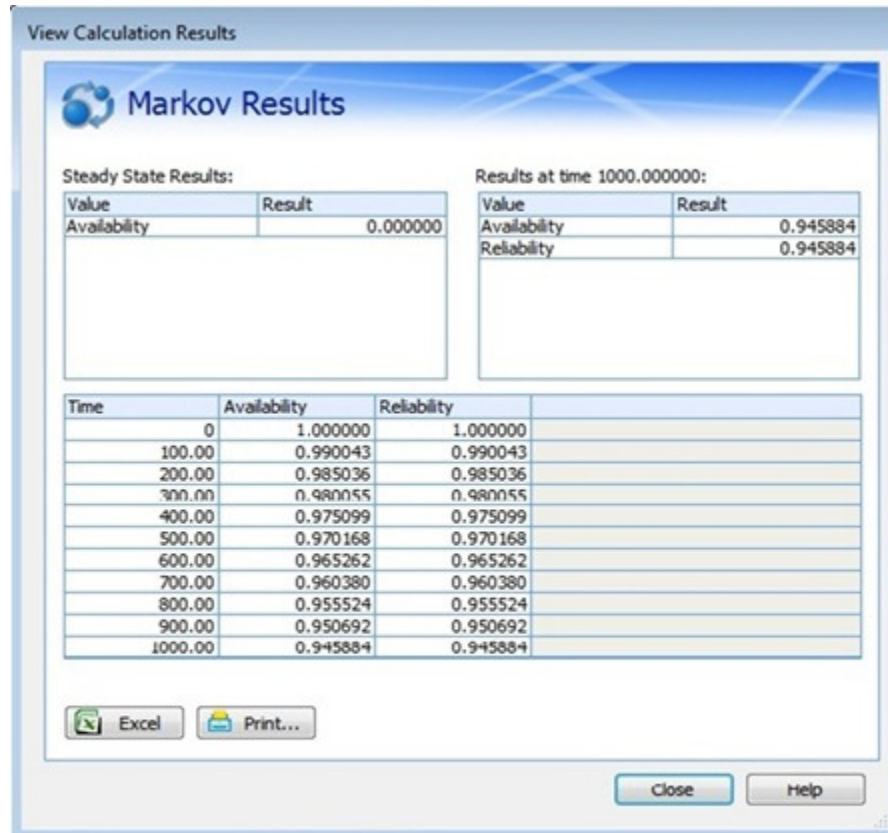 View Calculation Results
Markov Results
Steady State Results:
Value Result
Availability 0.000000
Results at time 1000.000000:
Value Result
Availability 0.945884
Reliability 0.945884
Time Availability Reliability
0 1.000000 1.000000
100.00 0.990043 0.990043
200.00 0.985036 0.985036
300.00 0.980055 0.980055
400.00 0.975099 0.975099
500.00 0.970168 0.970168
600.00 0.965262 0.965262
700.00 0.960380 0.960380
800.00 0.955524 0.955524
900.00 0.950692 0.950692
1000.00 0.945884 0.945884
Excel Print...
Close Help